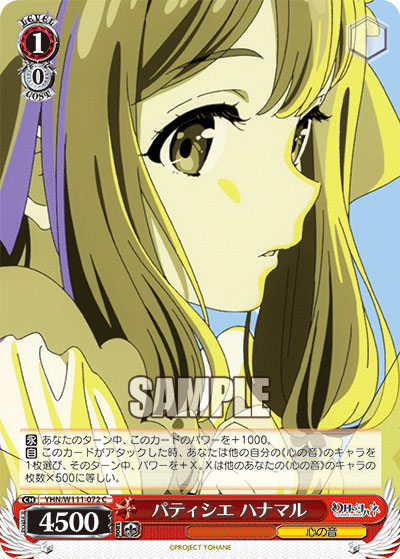 LEVEL
1
0
COST
SAMPLE
永 あなたのターン中、このカードのパワーを＋1000。
自 このカードがアタックした時、あなたは他の自分の《心の音》のキャラを
1枚選び、そのターン中、パワーを＋X。Xは他のあなたの《心の音》のキャラの
枚数×500に等しい。
CH YHN/W111-072 C
4500
パティシエ ハナマル
心の音
©PROJECT YOHANE